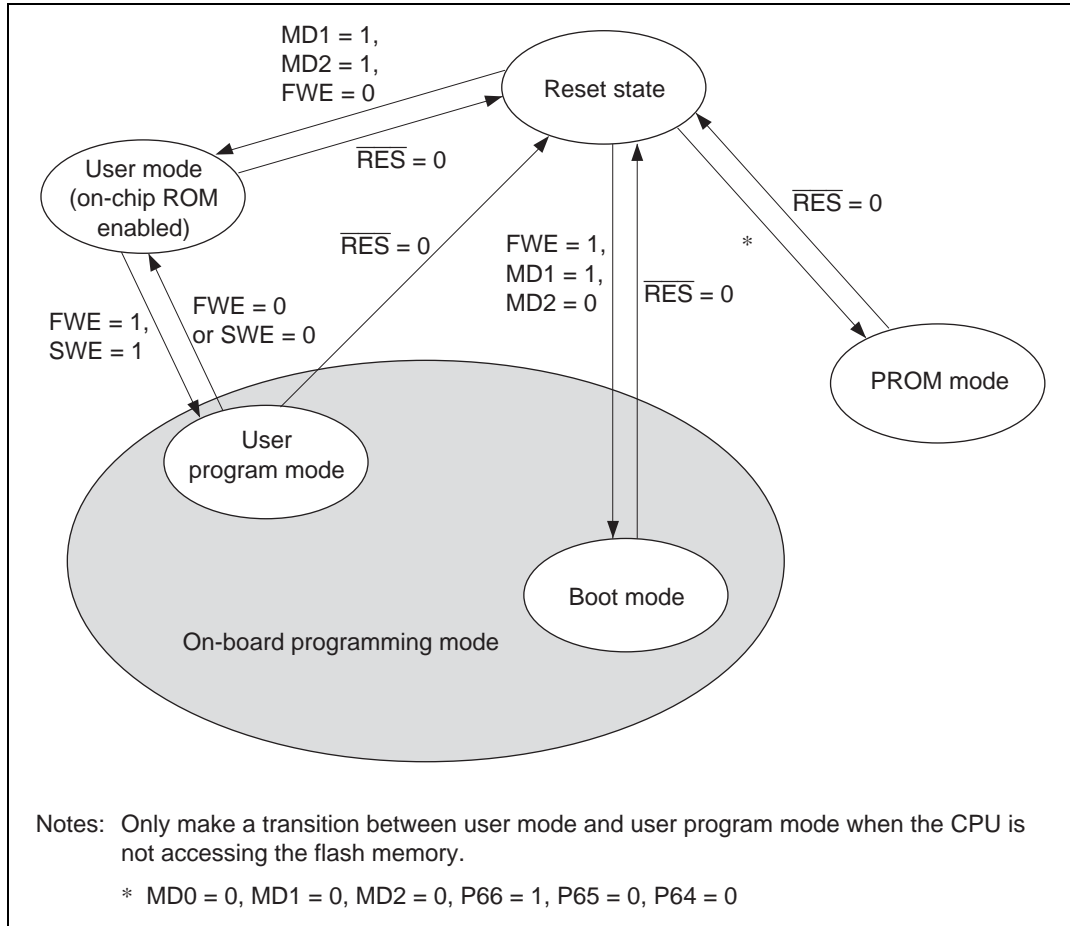 MD1 = 1,
MD2 = 1,
FWE = 0
Reset state
R̅E̅S̅ = 0
User mode
(on-chip ROM
enabled)
R̅E̅S̅ = 0
R̅E̅S̅ = 0
*
FWE = 1,
MD1 = 1,
MD2 = 0
R̅E̅S̅ = 0
FWE = 1,
SWE = 1
FWE = 0
or SWE = 0
PROM mode
User
program mode
Boot mode
On-board programming mode
Notes: Only make a transition between user mode and user program mode when the CPU is
not accessing the flash memory.
* MD0 = 0, MD1 = 0, MD2 = 0, P66 = 1, P65 = 0, P64 = 0